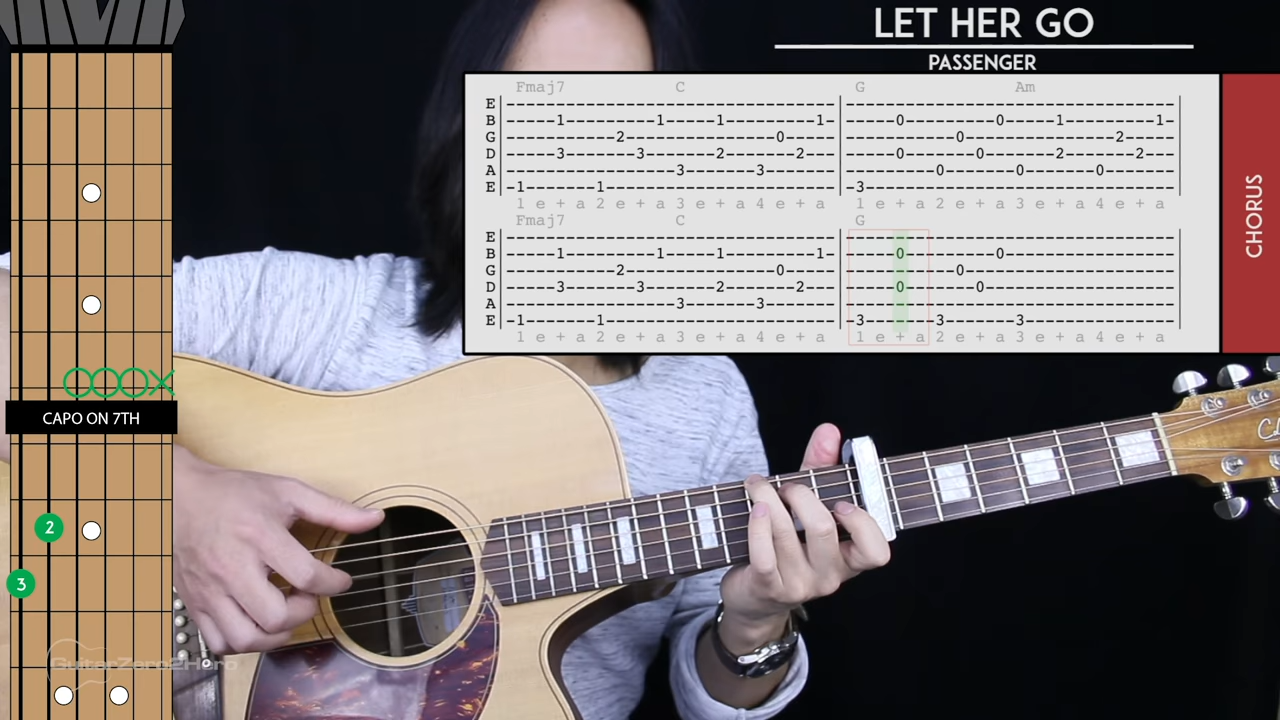 LET HER GO
PASSENGER
Fmaj7 C G Am
E|----------------------------------|----------------------------------|
B|-----1---------1-----1---------1-|-----0---------0-----1---------1-|
G|-----------2---------------0-----|-----------0---------------2-----|
D|-----3-------3-------2-------2---|-----0-------0-------2-------2---|
A|-----------------3-------3-------|---------0-------0-------0-------|
E|-1-------1-----------------------|-3-------------------------------|
1 e + a 2 e + a 3 e + a 4 e + a 1 e + a 2 e + a 3 e + a 4 e + a
Fmaj7 C G
E|----------------------------------|----------------------------------|
B|-----1---------1-----1---------1-|-----0---------0-----------------|
G|-----------2---------------0-----|-----------0---------------------|
D|-----3-------3-------2-------2---|-----0-------0-------------------|
A|-----------------3-------3-------|---------------------------------|
E|-1-------1-----------------------|-3-------3-------3---------------|
1 e + a 2 e + a 3 e + a 4 e + a 1 e + a 2 e + a 3 e + a 4 e + a
CHORUS
OOOX
CAPO ON 7TH
2
3
GuitarZero2Hero